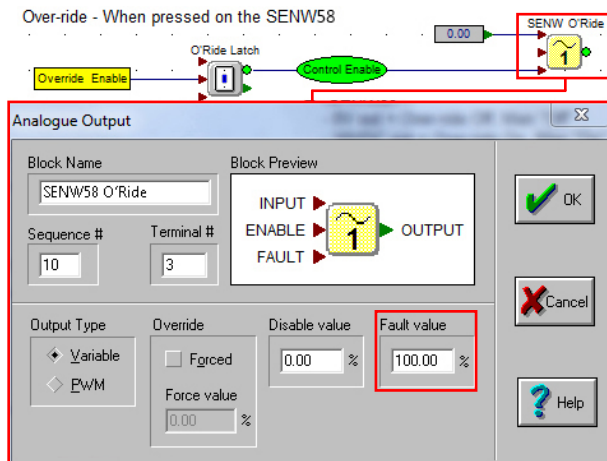 Over-ride - When pressed on the SENW58
SENW O'Ride
0.00
1
O'Ride Latch
Override Enable
Control Enable
Analogue Output
Block Name
Block Preview
SENW58 O'Ride
INPUT
ENABLE
FAULT
1
OUTPUT
OK
Sequence #
Terminal #
10
3
Cancel
Output Type
Override
Disable value
Fault value
Variable
Forced
0.00 %
100.00 %
PWM
Force value
0.00 %
Help